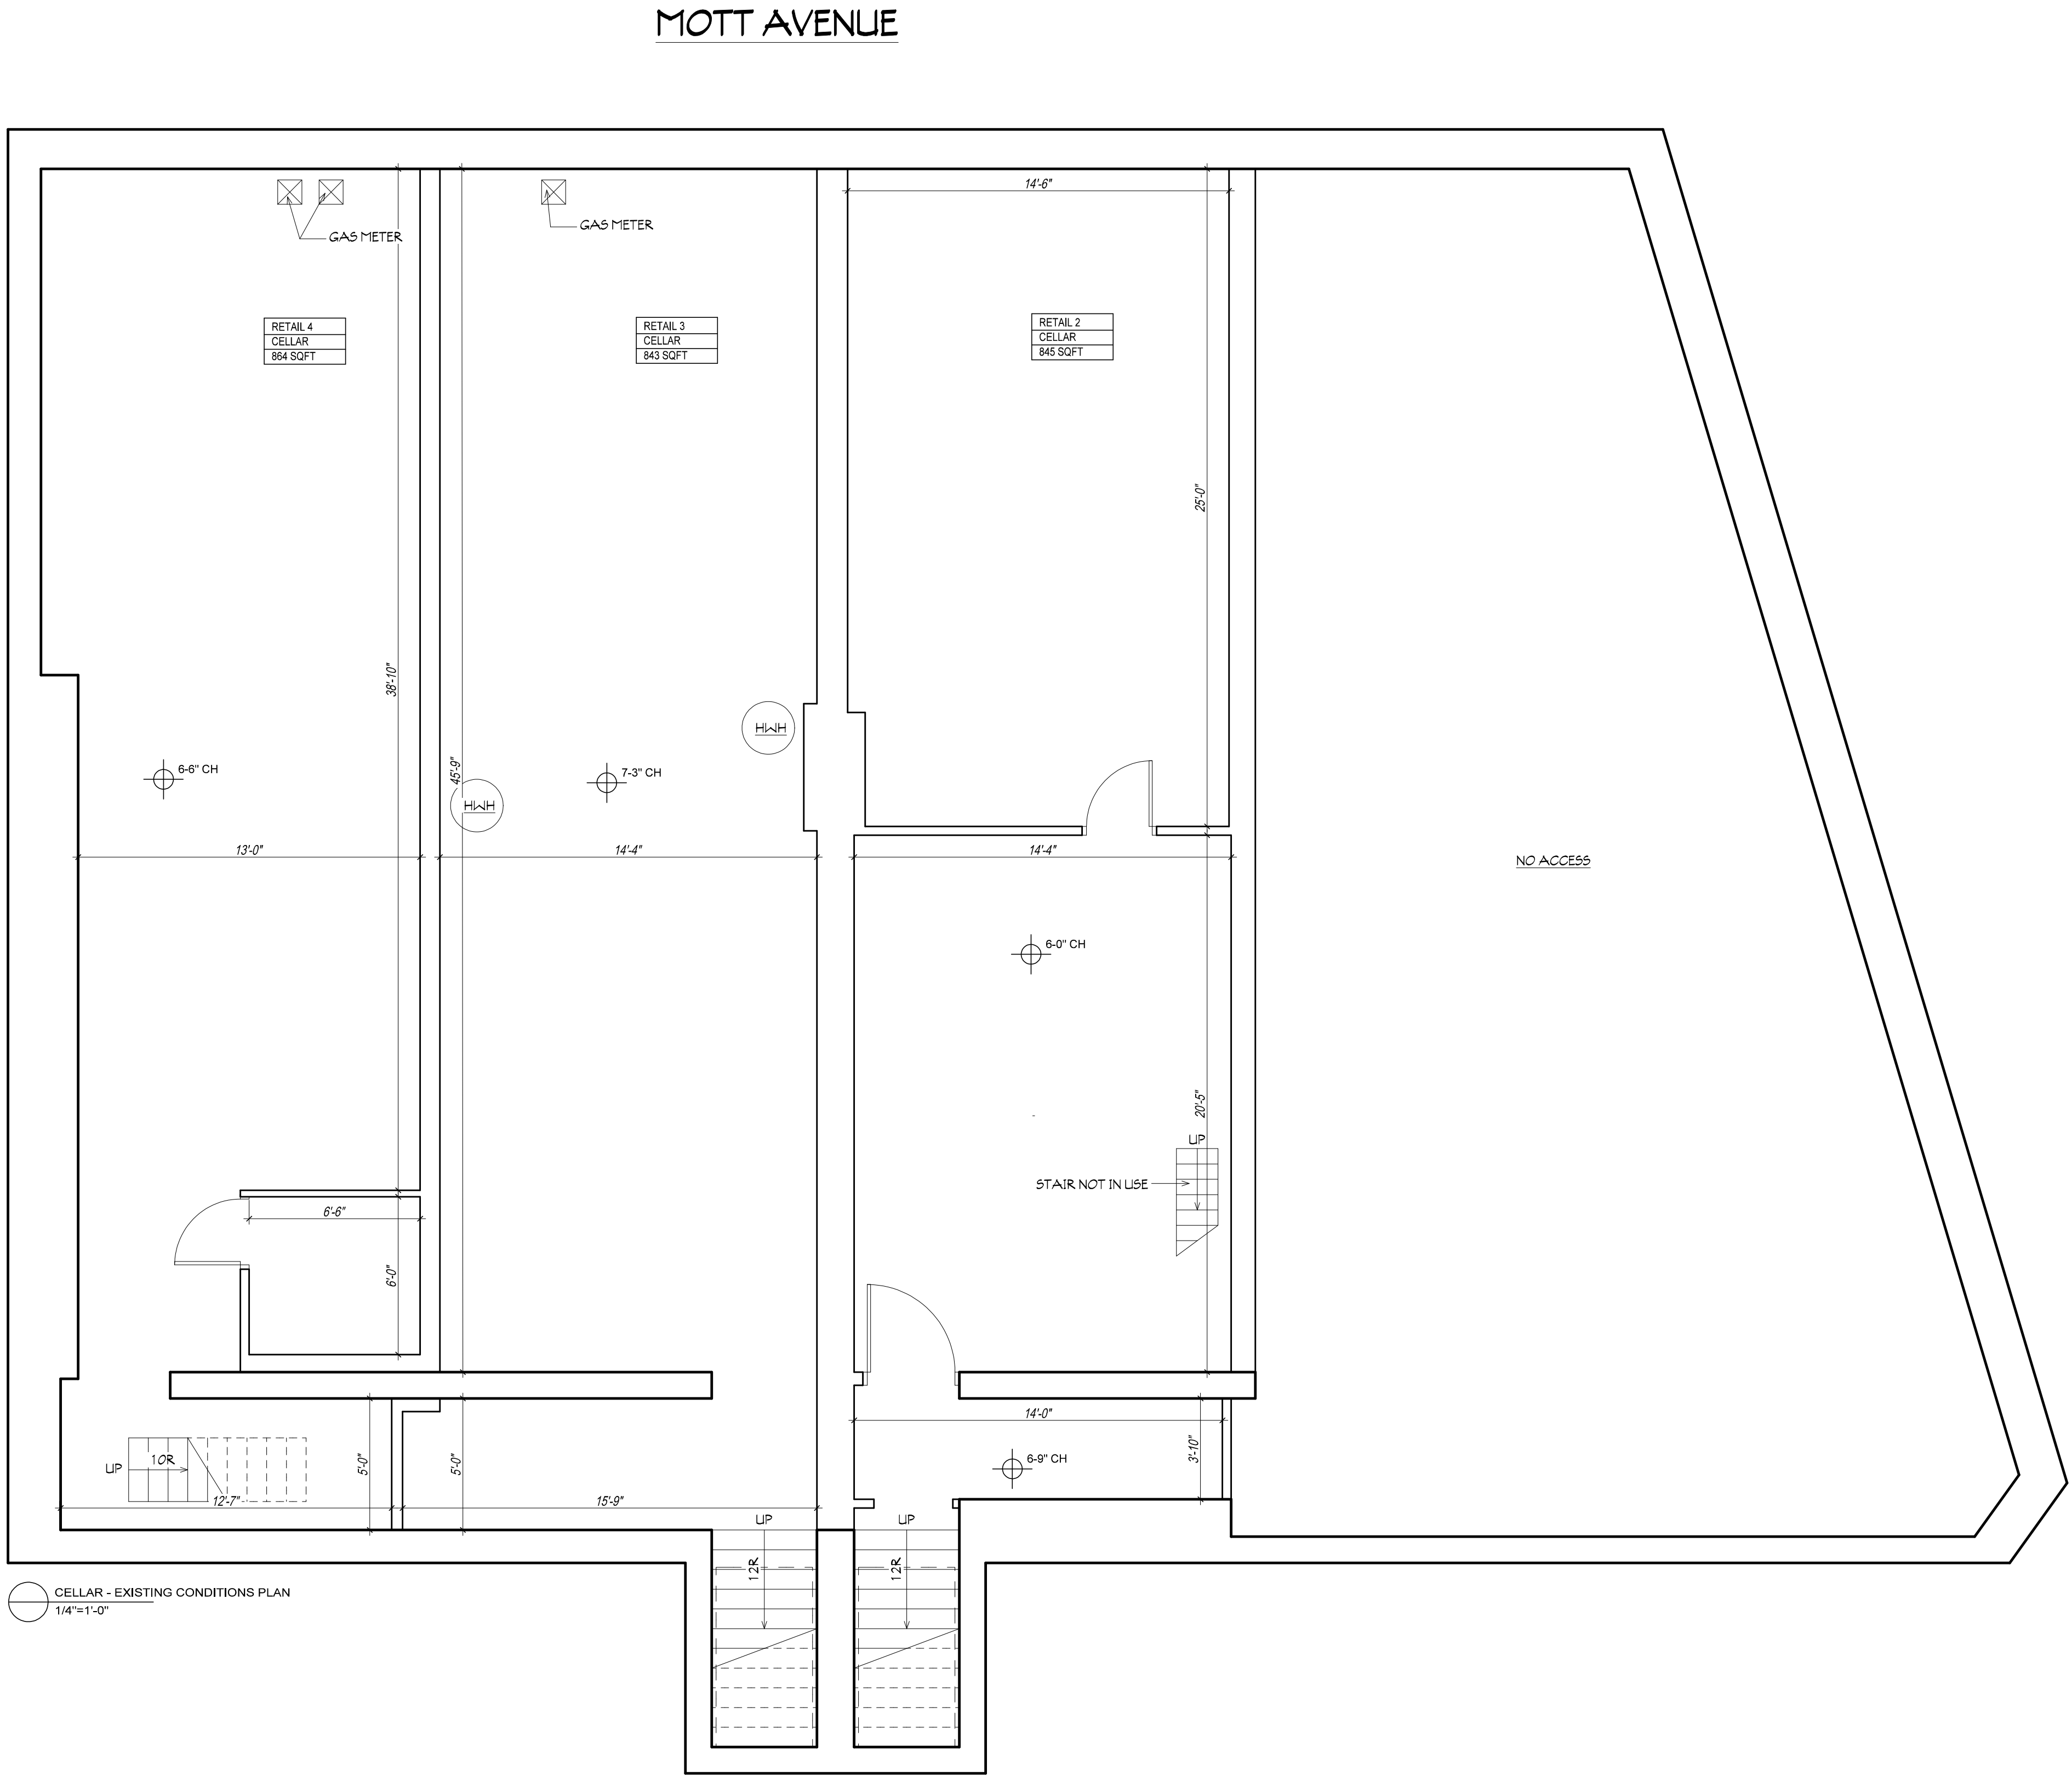 MOTT AVENUE
14'-6"
GAS METER
GAS METER
RETAIL 4
CELLAR
864 SQFT
RETAIL 3
CELLAR
843 SQFT
RETAIL 2
CELLAR
845 SQFT
25'-0"
38'-10"
HWH
45'-9"
6-6" CH
7-3" CH
HWH
13'-0"
14'-4"
14'-4"
NO ACCESS
6-0" CH
20'-5"
UP
STAIR NOT IN USE
6'-6"
6'-0"
14'-0"
3'-10"
5'-0"
5'-0"
UP
10R
6-9" CH
12'-7"
15'-9"
UP
UP
12R
12R
CELLAR - EXISTING CONDITIONS PLAN
1/4"=1'-0"